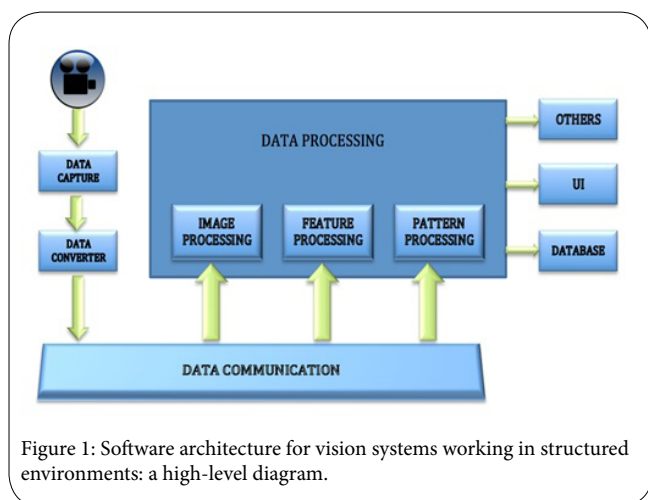 DATA
CAPTURE
DATA
CONVERTER
DATA PROCESSING
IMAGE
PROCESSING
FEATURE
PROCESSING
PATTERN
PROCESSING
OTHERS
UI
DATABASE
DATA COMMUNICATION
Figure 1: Software architecture for vision systems working in structured
environments: a high-level diagram.